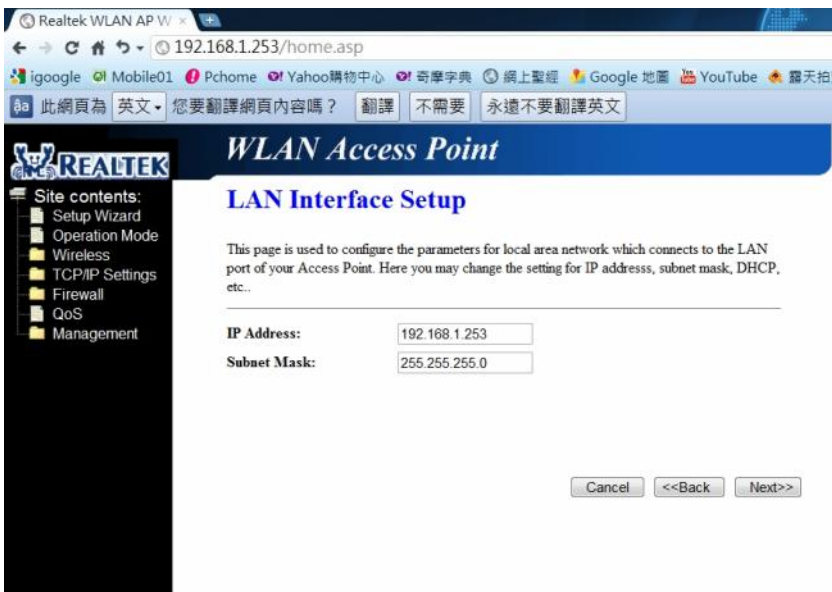 Realtek WLAN AP W
192.168.1.253/home.asp
igoogle Mobile01 Pchome Yahoo購物中心 奇摩字典 網上聖經 Google 地圖 YouTube 露天拍
此網頁為 英文 您要翻譯網頁內容嗎？ 翻譯 不需要 永遠不要翻譯英文
REALTEK
WLAN Access Point
Site contents:
Setup Wizard
Operation Mode
Wireless
TCP/IP Settings
Firewall
QoS
Management
LAN Interface Setup
This page is used to configure the parameters for local area network which connects to the LAN
port of your Access Point. Here you may change the setting for IP addresss, subnet mask, DHCP,
etc..
IP Address: 192.168.1.253
Subnet Mask: 255.255.255.0
Cancel <<Back Next>>